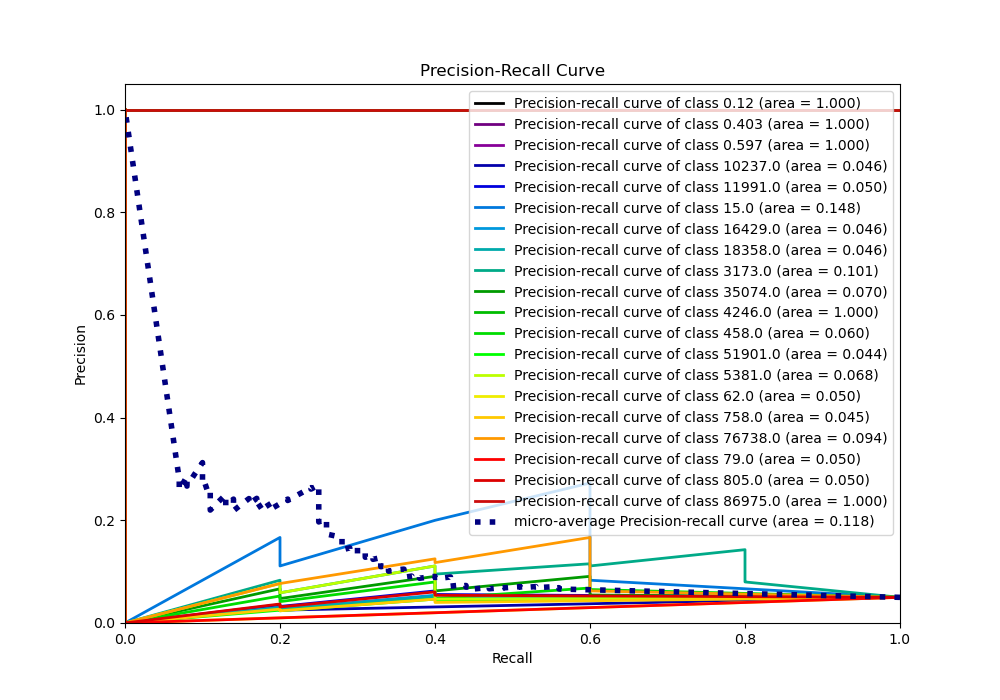 Precision-Recall Curve
Precision
1.0
0.8
0.6
0.4
0.2
0.0
Precision-recall curve of class 0.12 (area = 1.000)
Precision-recall curve of class 0.403 (area = 1.000)
Precision-recall curve of class 0.597 (area = 1.000)
Precision-recall curve of class 10237.0 (area = 0.046)
Precision-recall curve of class 11991.0 (area = 0.050)
Precision-recall curve of class 15.0 (area = 0.148)
Precision-recall curve of class 16429.0 (area = 0.046)
Precision-recall curve of class 18358.0 (area = 0.046)
Precision-recall curve of class 3173.0 (area = 0.101)
Precision-recall curve of class 35074.0 (area = 0.070)
Precision-recall curve of class 4246.0 (area = 1.000)
Precision-recall curve of class 458.0 (area = 0.060)
Precision-recall curve of class 51901.0 (area = 0.044)
Precision-recall curve of class 5381.0 (area = 0.068)
Precision-recall curve of class 62.0 (area = 0.050)
Precision-recall curve of class 758.0 (area = 0.045)
Precision-recall curve of class 76738.0 (area = 0.094)
Precision-recall curve of class 79.0 (area = 0.050)
Precision-recall curve of class 805.0 (area = 0.050)
Precision-recall curve of class 86975.0 (area = 1.000)
micro-average Precision-recall curve (area = 0.118)
0.0 0.2 0.4 0.6 0.8 1.0
Recall